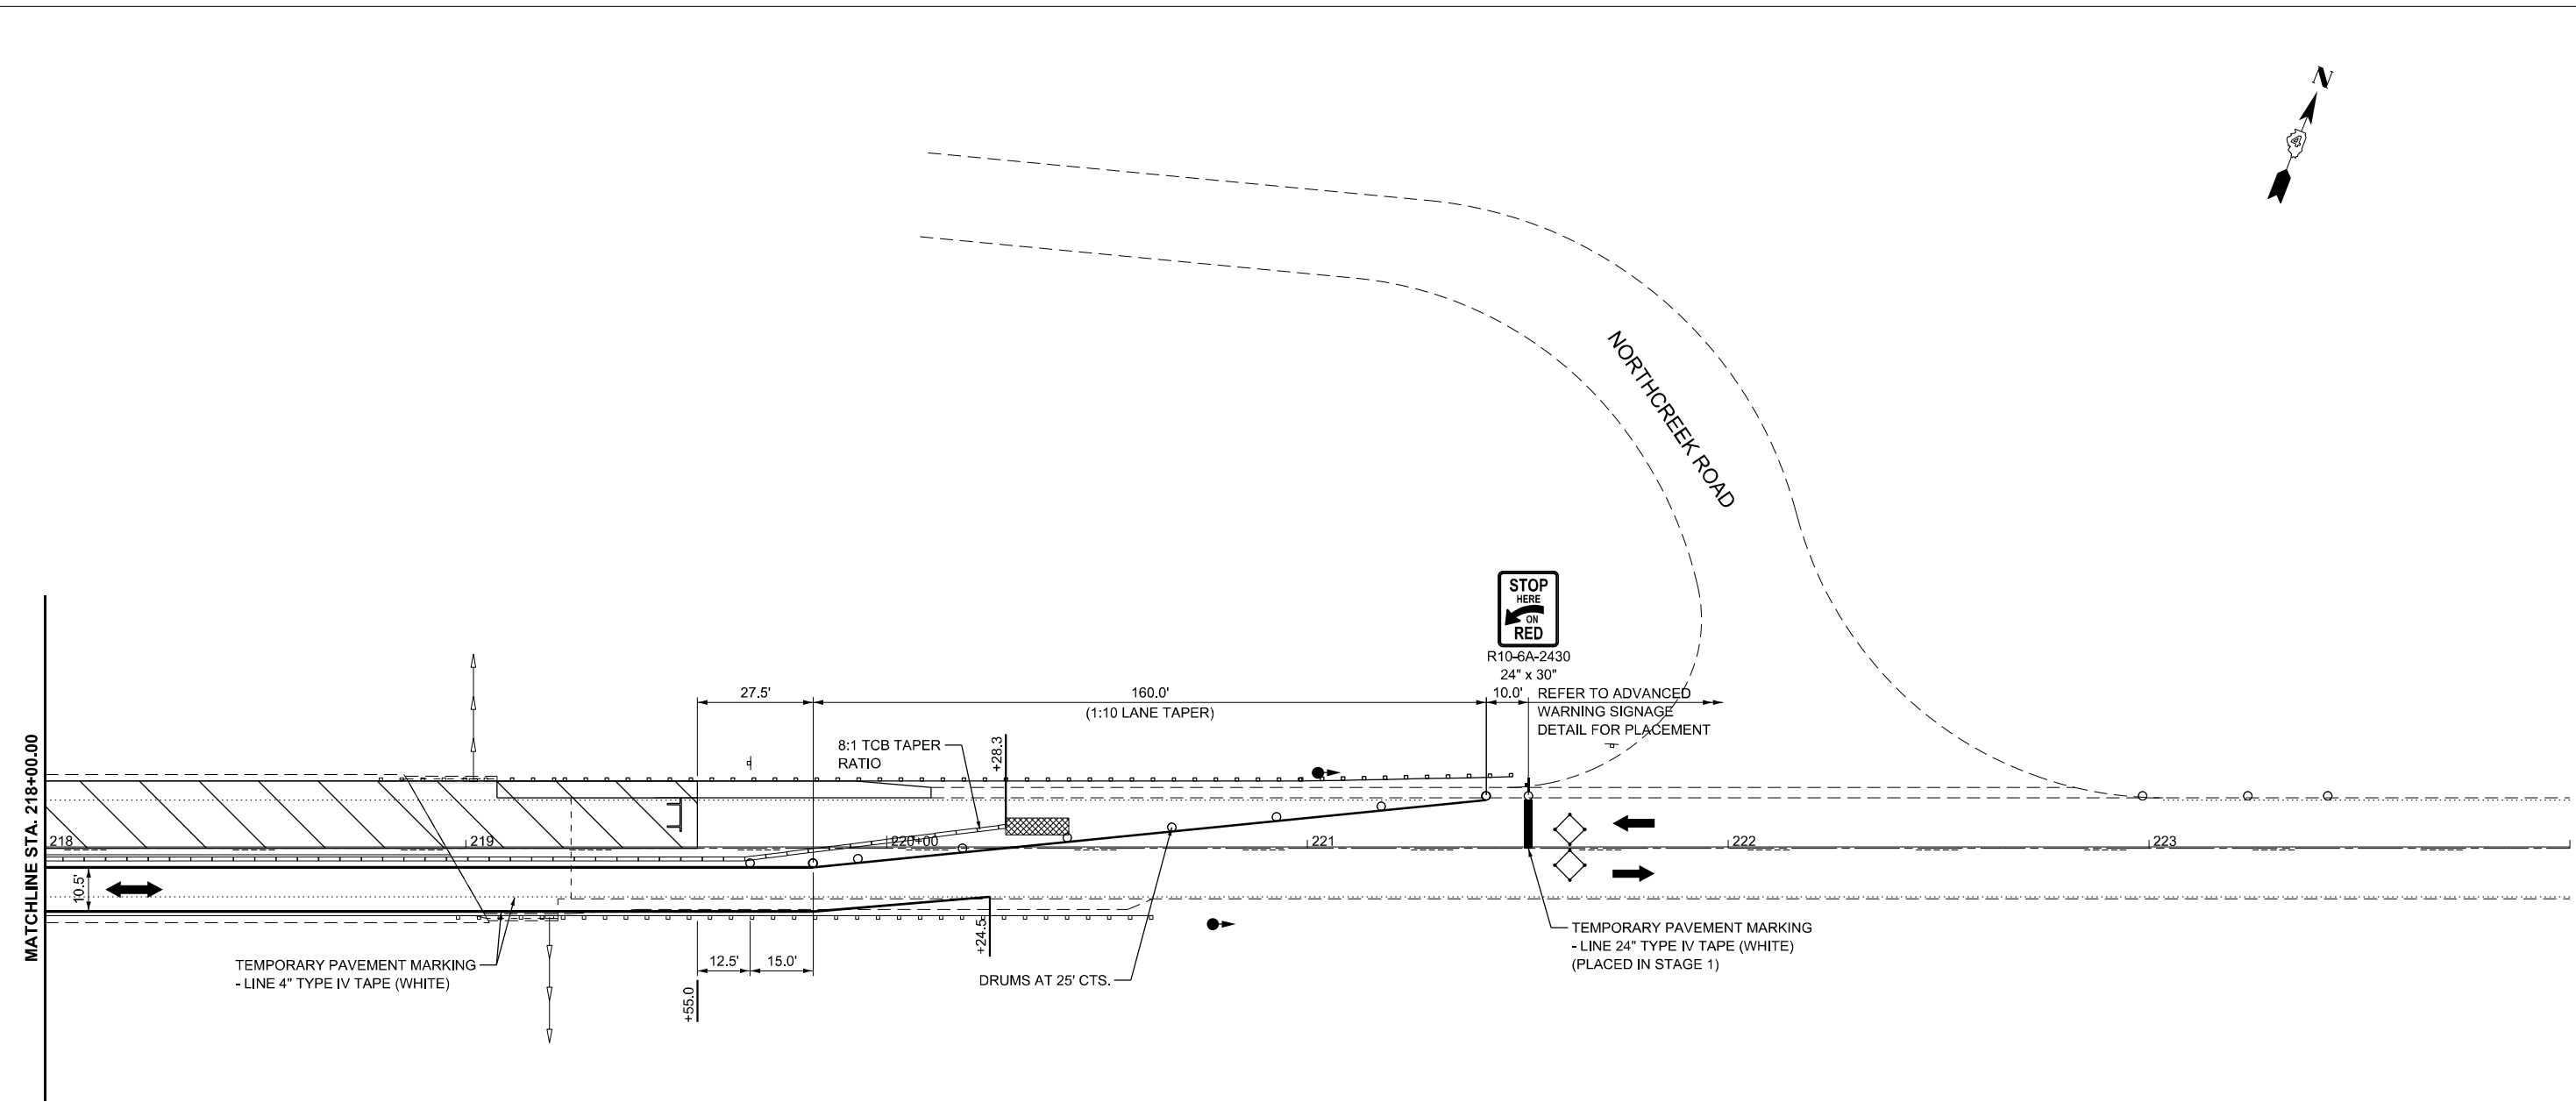 N
4
NORTHCREEK ROAD
STOP
HERE
ON
RED
R10-6A-2430
24" x 30"
27.5'
160.0'
(1:10 LANE TAPER)
10.0'
REFER TO ADVANCED
WARNING SIGNAGE
DETAIL FOR PLACEMENT
8:1 TCB TAPER
RATIO
+28.3
MATCHLINE STA. 218+00.00
218
219
220+00
221
222
223
10.5'
+24.5
TEMPORARY PAVEMENT MARKING
- LINE 4" TYPE IV TAPE (WHITE)
12.5'
15.0'
+55.0
DRUMS AT 25' CTS.
TEMPORARY PAVEMENT MARKING
- LINE 24" TYPE IV TAPE (WHITE)
(PLACED IN STAGE 1)